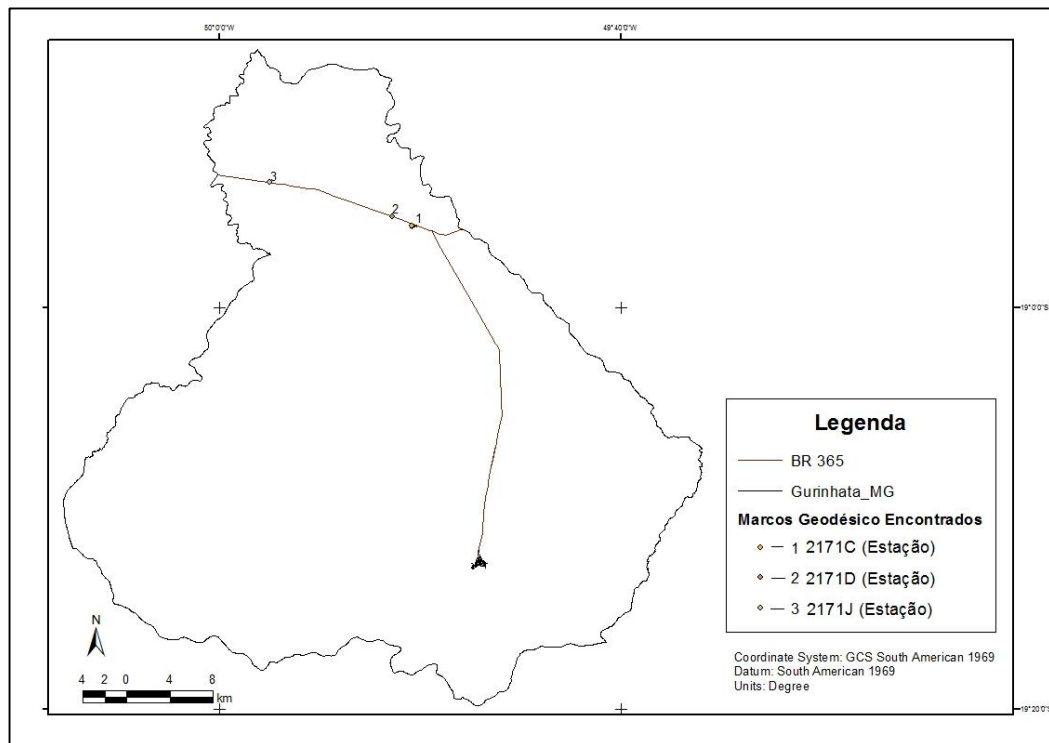 50°0'0"W
49°40'0"W
3
2
1
19°0'0"S
Legenda
BR 365
Gurinhata_MG
Marcos Geodésico Encontrados
1 2171C (Estação)
2 2171D (Estação)
3 2171J (Estação)
N
4 2 0 4 8
km
Coordinate System: GCS South American 1969
Datum: South American 1969
Units: Degree
19°20'0"S